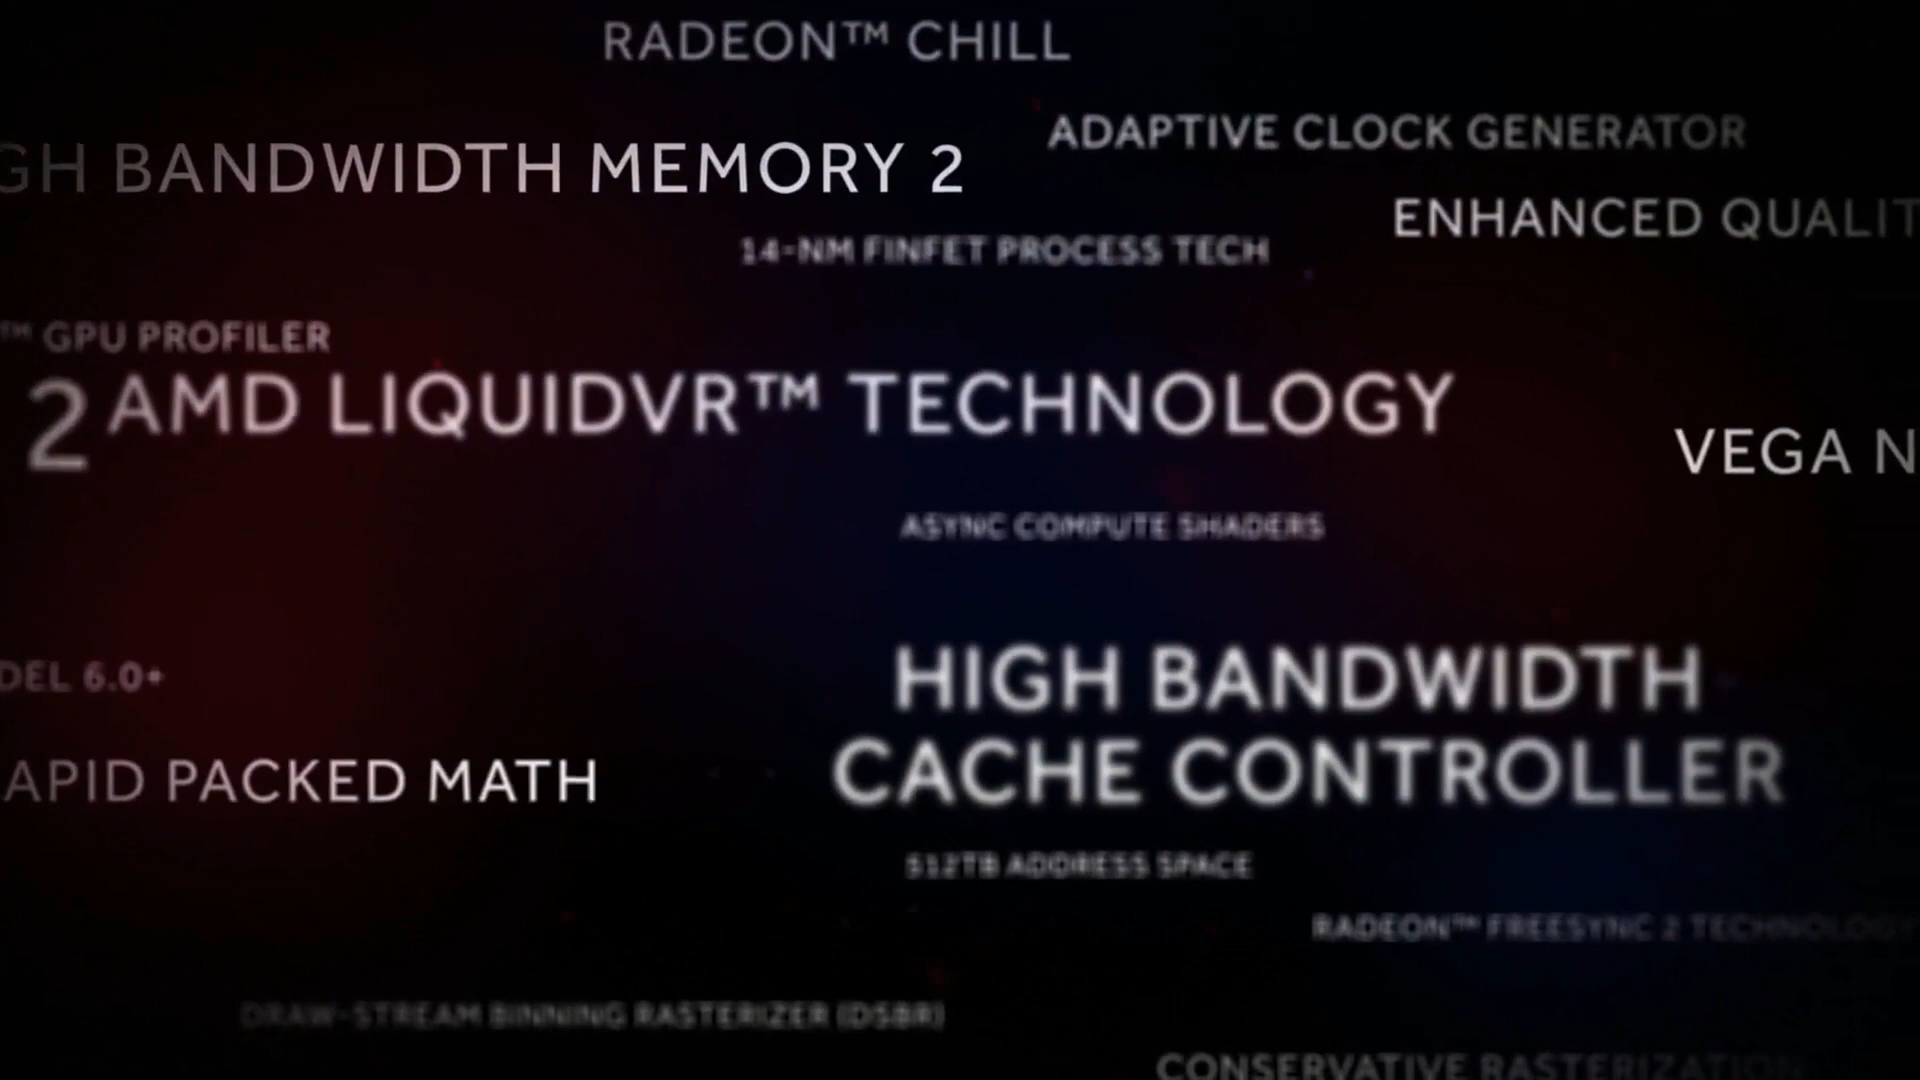 RADEON™ CHILL
ADAPTIVE CLOCK GENERATOR
GH BANDWIDTH MEMORY 2
ENHANCED QUALIT
14-NM FINFET PROCESS TECH
™ GPU PROFILER
2 AMD LIQUIDVR™ TECHNOLOGY
VEGA N
ASYNC COMPUTE SHADERS
HIGH BANDWIDTH
DEL 6.0+
CACHE CONTROLLER
APID PACKED MATH
512TB ADDRESS SPACE
RADEON™ FREESYNC 2 TECHNOLOGY
DRAW-STREAM BINNING RASTERIZER (DSBR)
CONSERVATIVE RASTERIZATION